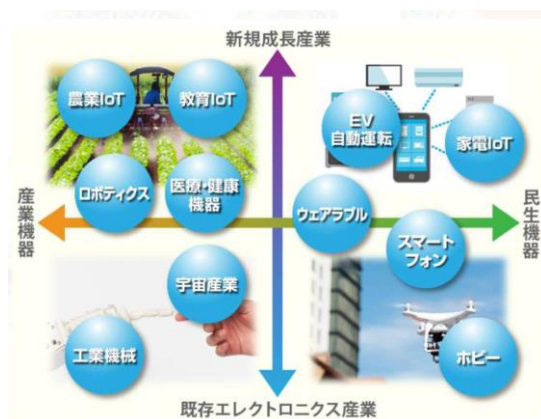 新規成長産業
農業IoT
教育IoT
EV
自動運転
家電IoT
ロボティクス
医療・健康
機器
ウェアラブル
スマート
フォン
産業機器
民生機器
宇宙産業
工業機械
ホビー
既存エレクトロニクス産業